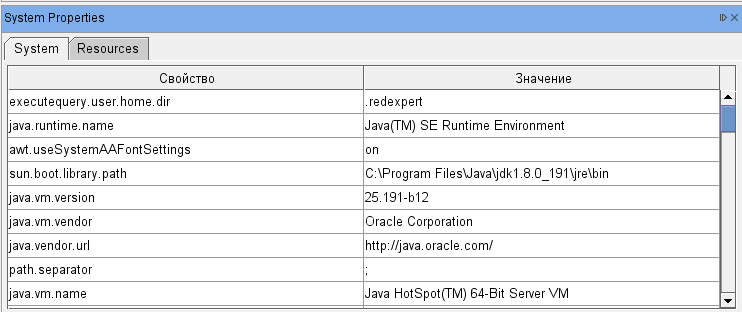 System Properties
System Resources
Свойство Значение
executequery.user.home.dir .redexpert
java.runtime.name Java(TM) SE Runtime Environment
awt.useSystemAAFontSettings on
sun.boot.library.path C:\Program Files\Java\jdk1.8.0_191\jre\bin
java.vm.version 25.191-b12
java.vm.vendor Oracle Corporation
java.vendor.url http://java.oracle.com/
path.separator ;
java.vm.name Java HotSpot(TM) 64-Bit Server VM